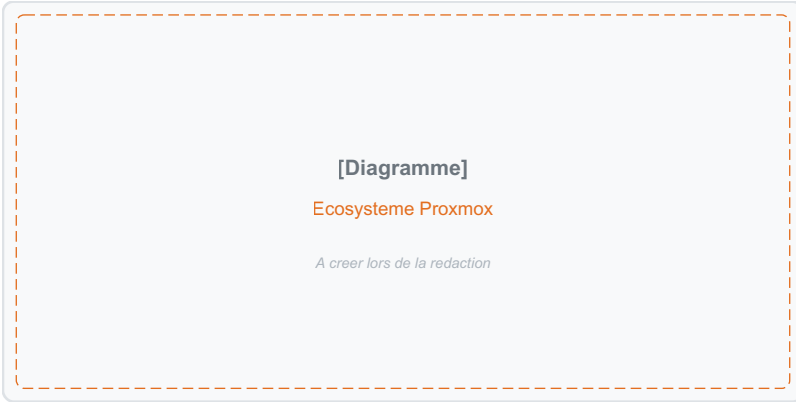 [Diagramme]
Ecosysteme Proxmox
A creer lors de la redaction